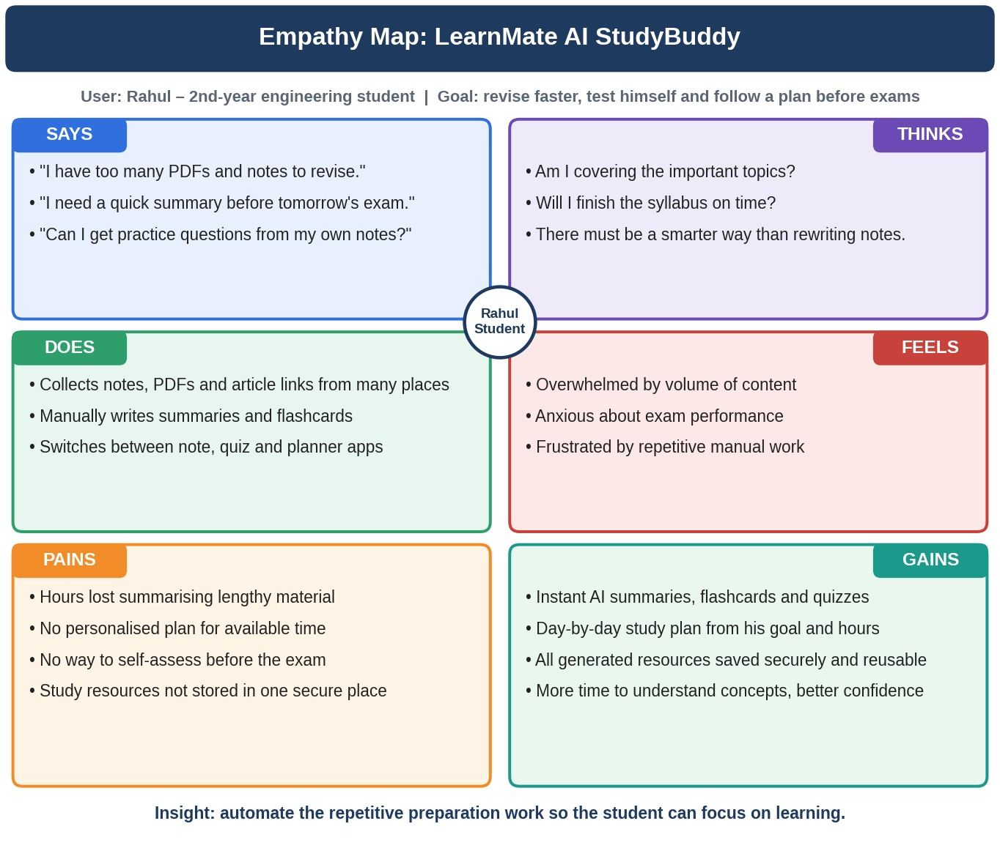 Empathy Map: LearnMate AI StudyBuddy
User: Rahul – 2nd-year engineering student | Goal: revise faster, test himself and follow a plan before exams
SAYS
• "I have too many PDFs and notes to revise."
• "I need a quick summary before tomorrow's exam."
• "Can I get practice questions from my own notes?"
THINKS
• Am I covering the important topics?
• Will I finish the syllabus on time?
• There must be a smarter way than rewriting notes.
Rahul
Student
DOES
• Collects notes, PDFs and article links from many places
• Manually writes summaries and flashcards
• Switches between note, quiz and planner apps
FEELS
• Overwhelmed by volume of content
• Anxious about exam performance
• Frustrated by repetitive manual work
PAINS
• Hours lost summarising lengthy material
• No personalised plan for available time
• No way to self-assess before the exam
• Study resources not stored in one secure place
GAINS
• Instant AI summaries, flashcards and quizzes
• Day-by-day study plan from his goal and hours
• All generated resources saved securely and reusable
• More time to understand concepts, better confidence
Insight: automate the repetitive preparation work so the student can focus on learning.